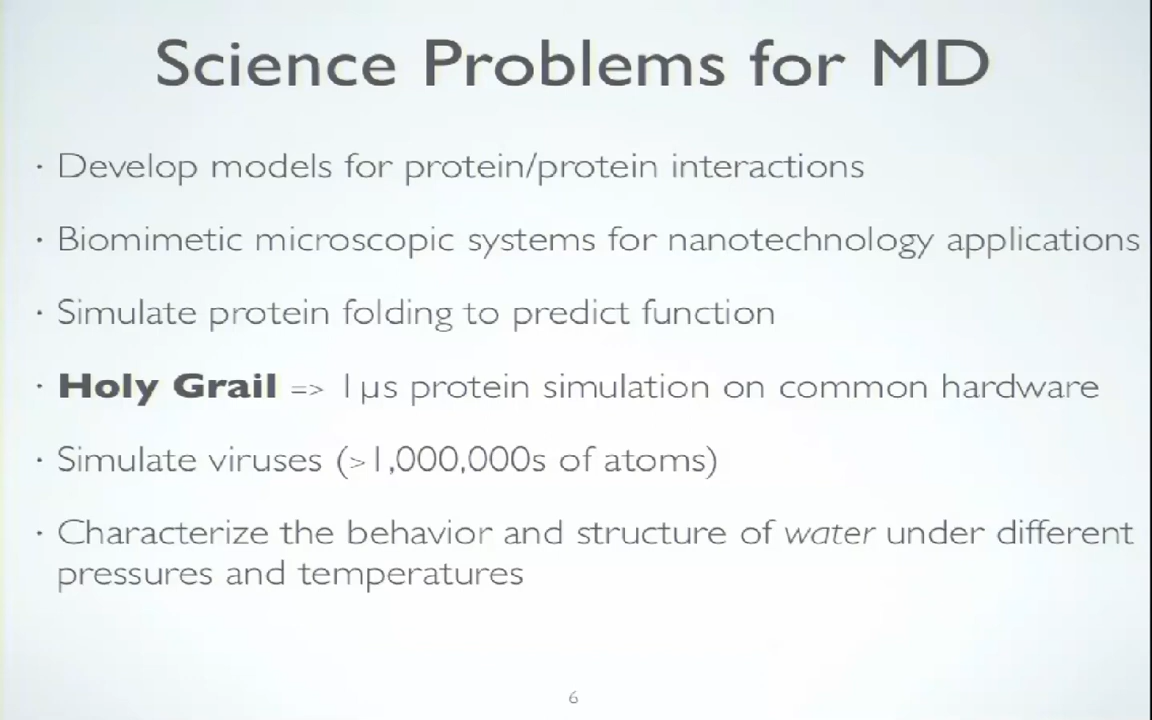 Science Problems for MD
· Develop models for protein/protein interactions
· Biomimetic microscopic systems for nanotechnology applications
· Simulate protein folding to predict function
· Holy Grail => 1μs protein simulation on common hardware
· Simulate viruses (>1,000,000s of atoms)
· Characterize the behavior and structure of water under different
pressures and temperatures
6